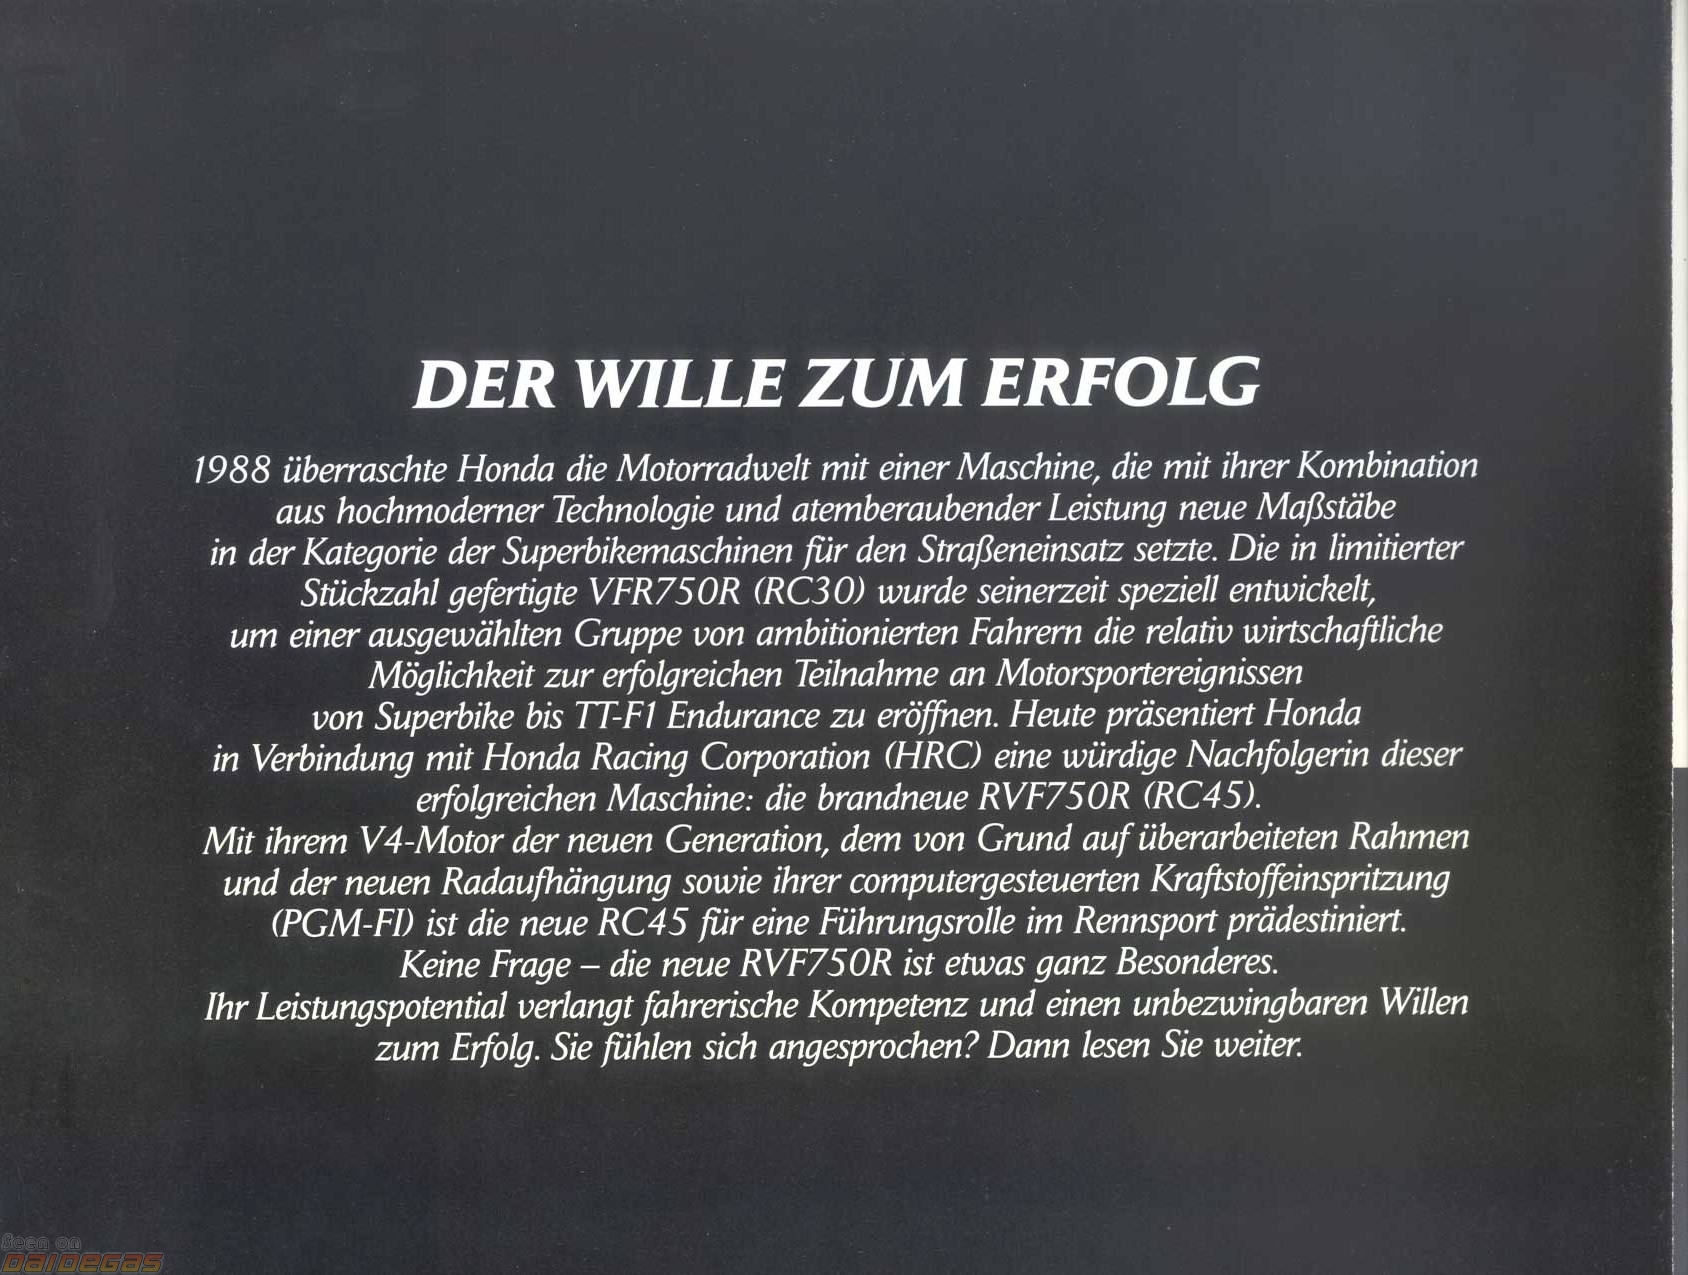 DER WILLE ZUM ERFOLG
1988 überraschte Honda die Motorradwelt mit einer Maschine, die mit ihrer Kombination
aus hochmoderner Technologie und atemberaubender Leistung neue Maßstäbe
in der Kategorie der Superbikemaschinen für den Straßeneinsatz setzte. Die in limitierter
Stückzahl gefertigte VFR750R (RC30) wurde seinerzeit speziell entwickelt,
um einer ausgewählten Gruppe von ambitionierten Fahrern die relativ wirtschaftliche
Möglichkeit zur erfolgreichen Teilnahme an Motorsportereignissen
von Superbike bis TT-F1 Endurance zu eröffnen. Heute präsentiert Honda
in Verbindung mit Honda Racing Corporation (HRC) eine würdige Nachfolgerin dieser
erfolgreichen Maschine: die brandneue RVF750R (RC45).
Mit ihrem V4-Motor der neuen Generation, dem von Grund auf überarbeiteten Rahmen
und der neuen Radaufhängung sowie ihrer computergesteuerten Kraftstoffeinspritzung
(PGM-FI) ist die neue RC45 für eine Führungsrolle im Rennsport prädestiniert.
Keine Frage – die neue RVF750R ist etwas ganz Besonderes.
Ihr Leistungspotential verlangt fahrerische Kompetenz und einen unbezwingbaren Willen
zum Erfolg. Sie fühlen sich angesprochen? Dann lesen Sie weiter.
Seen on
DAIDEGAS